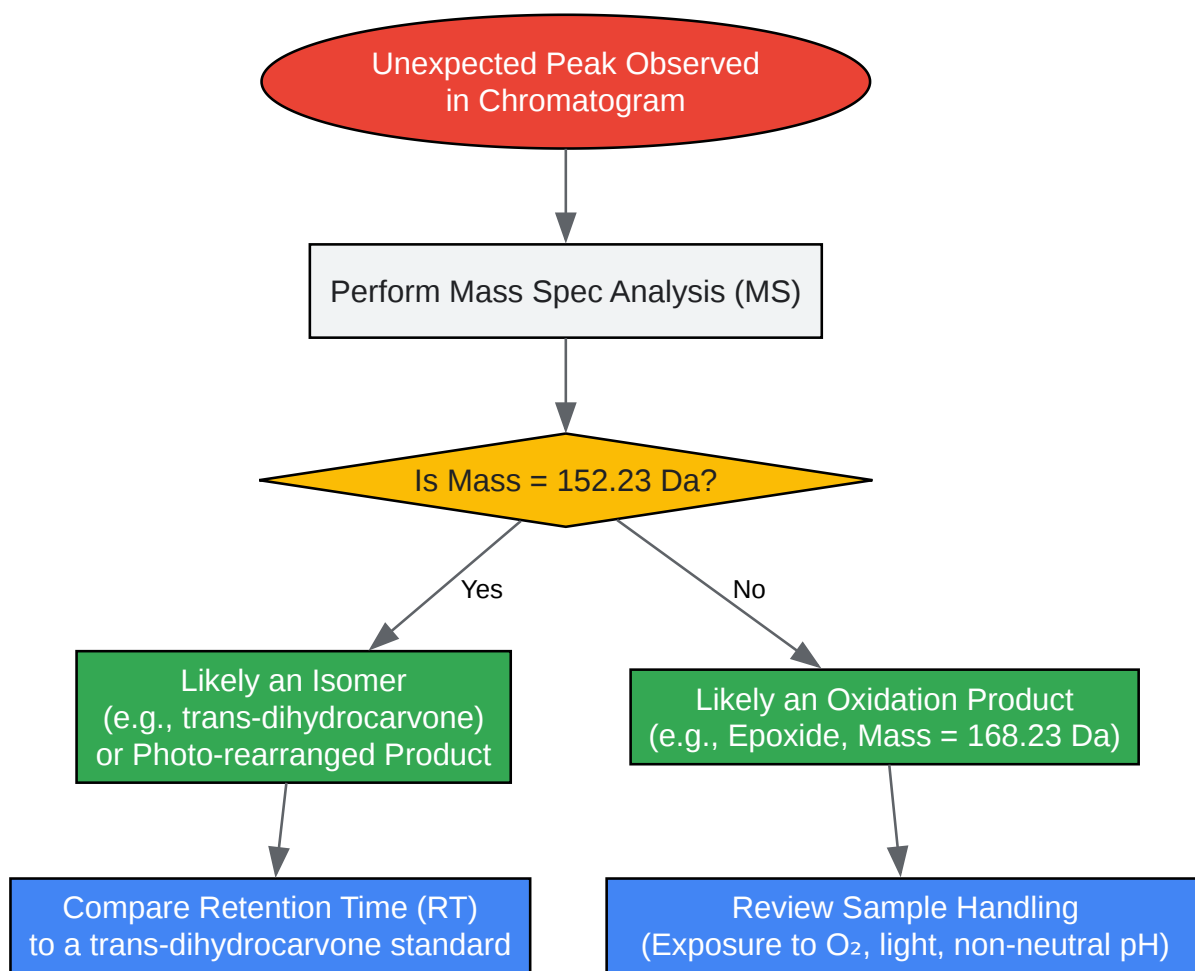 Unexpected Peak Observed
in Chromatogram
Perform Mass Spec Analysis (MS)
Is Mass = 152.23 Da?
Yes
No
Likely an Isomer
(e.g., trans-dihydrocarvone)
or Photo-rearranged Product
Likely an Oxidation Product
(e.g., Epoxide, Mass = 168.23 Da)
Compare Retention Time (RT)
to a trans-dihydrocarvone standard
Review Sample Handling
(Exposure to O₂, light, non-neutral pH)